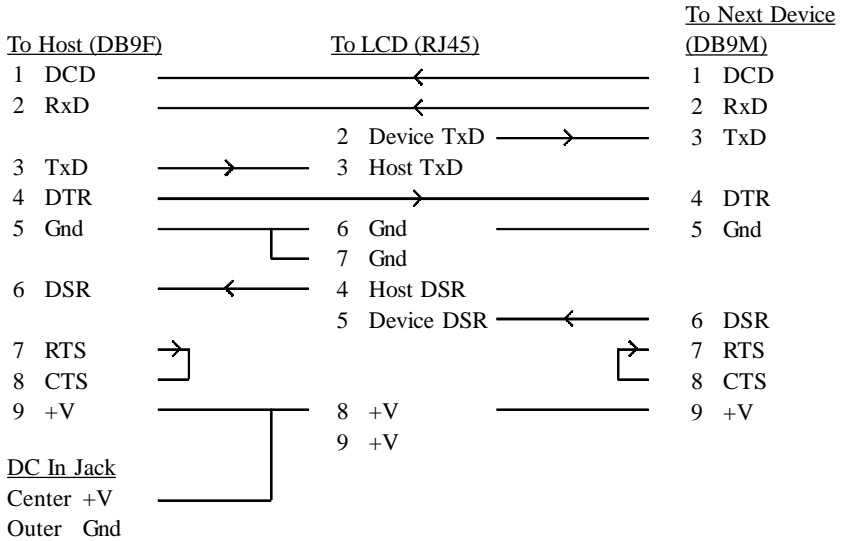 To Next Device
To Host (DB9F) To LCD (RJ45) (DB9M)
1 DCD 1 DCD
2 RxD 2 RxD
2 Device TxD 3 TxD
3 TxD 3 Host TxD
4 DTR 4 DTR
5 Gnd 6 Gnd 5 Gnd
7 Gnd
6 DSR 4 Host DSR
5 Device DSR 6 DSR
7 RTS 7 RTS
8 CTS 8 CTS
9 +V 8 +V 9 +V
9 +V
DC In Jack
Center +V
Outer Gnd